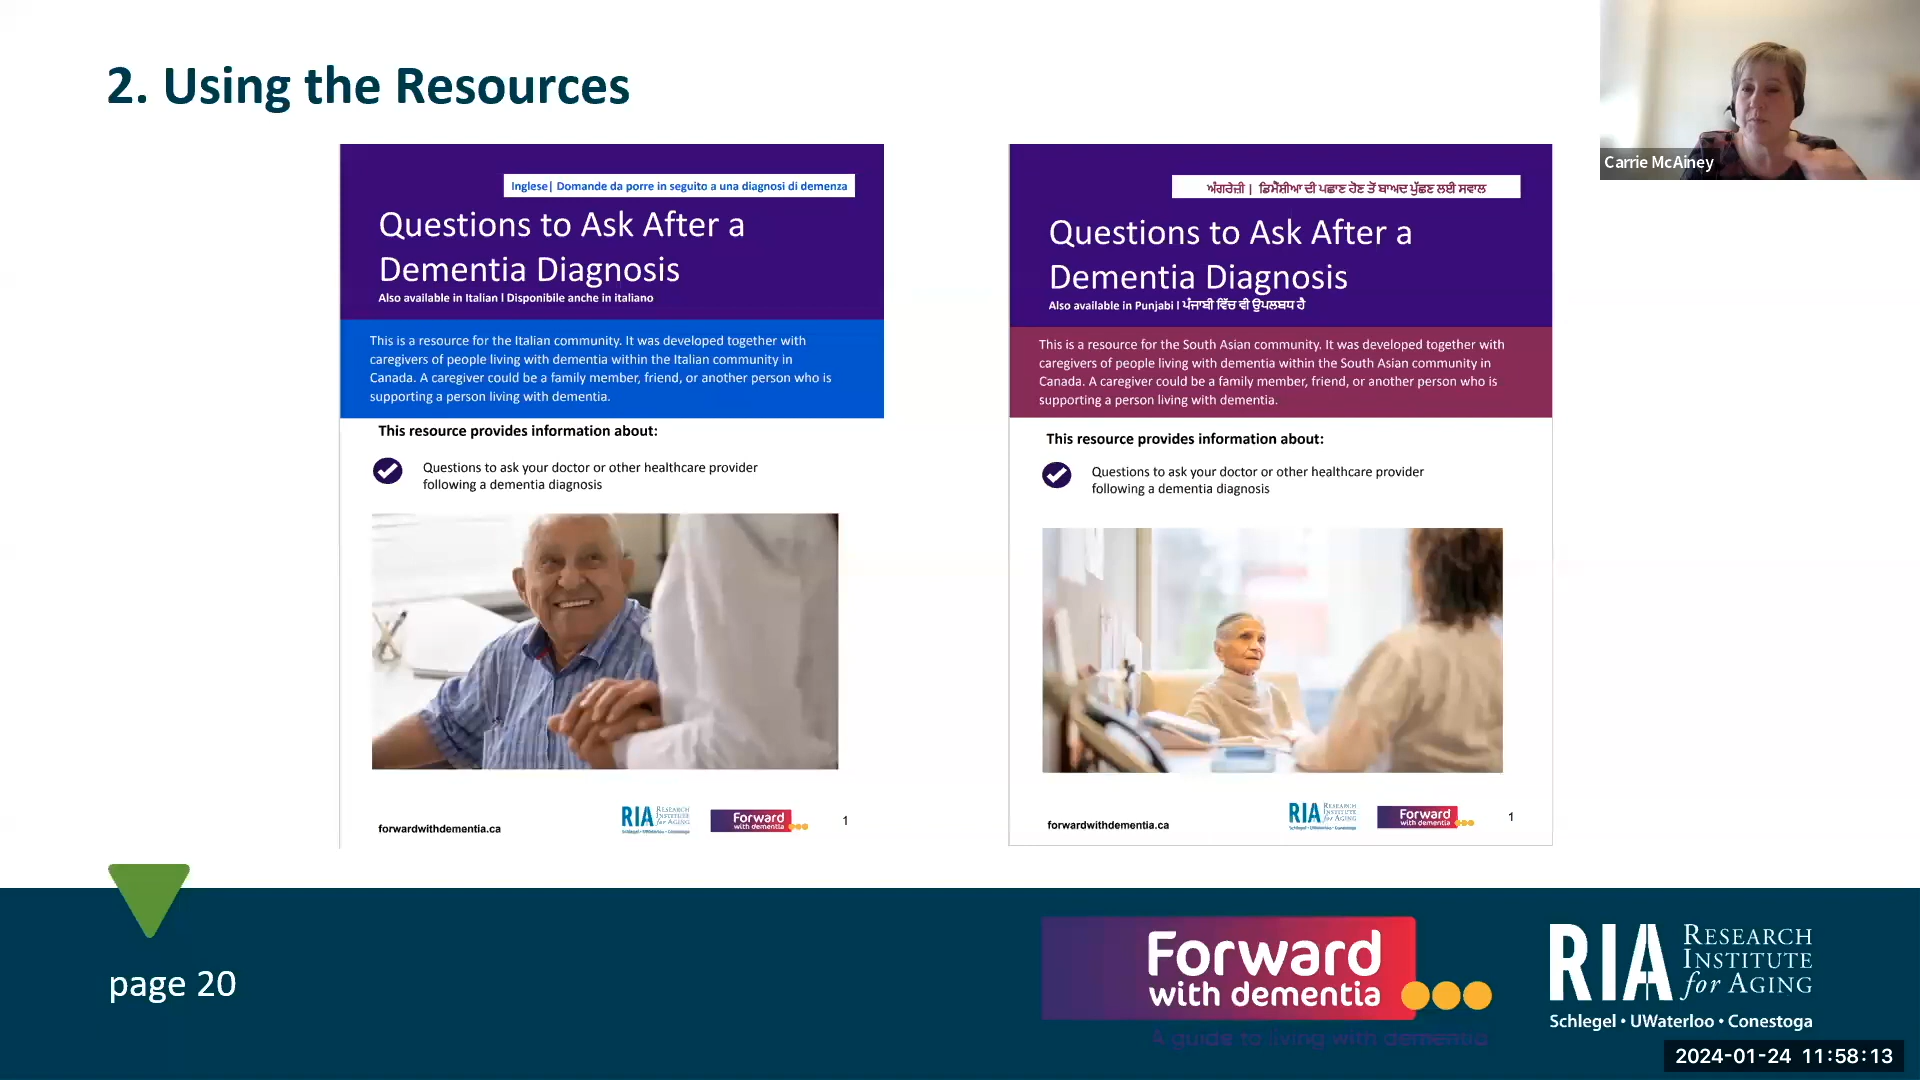 2. Using the Resources
Carrie McAiney
Inglese| Domande da porre in seguito a una diagnosi di demenza
Questions to Ask After a
Dementia Diagnosis
Also available in Italian l Disponibile anche in italiano
This is a resource for the Italian community. It was developed together with
caregivers of people living with dementia within the Italian community in
Canada. A caregiver could be a family member, friend, or another person who is
supporting a person living with dementia.
This resource provides information about:
Questions to ask your doctor or other healthcare provider
following a dementia diagnosis
forwardwithdementia.ca
RIA RESEARCH
INSTITUTE
for AGING
Schlegel • UWaterloo • Conestoga
Forward
with dementia
1
ਅੰਗਰੇਜ਼ੀ | ਡਿਮੈਂਸ਼ੀਆ ਦੀ ਪਛਾਣ ਹੋਣ ਤੋਂ ਬਾਅਦ ਪੁੱਛਣ ਲਈ ਸਵਾਲ
Questions to Ask After a
Dementia Diagnosis
Also available in Punjabi l ਪੰਜਾਬੀ ਵਿੱਚ ਵੀ ਉਪਲਬਧ ਹੈ
This is a resource for the South Asian community. It was developed together with
caregivers of people living with dementia within the South Asian community in
Canada. A caregiver could be a family member, friend, or another person who is
supporting a person living with dementia.
This resource provides information about:
Questions to ask your doctor or other healthcare provider
following a dementia diagnosis
forwardwithdementia.ca
RIA RESEARCH
INSTITUTE
for AGING
Schlegel • UWaterloo • Conestoga
Forward
with dementia
1
page 20
Forward
with dementia
A guide to living with dementia
RIA RESEARCH
INSTITUTE
for AGING
Schlegel • UWaterloo • Conestoga
2024-01-24 11:58:13